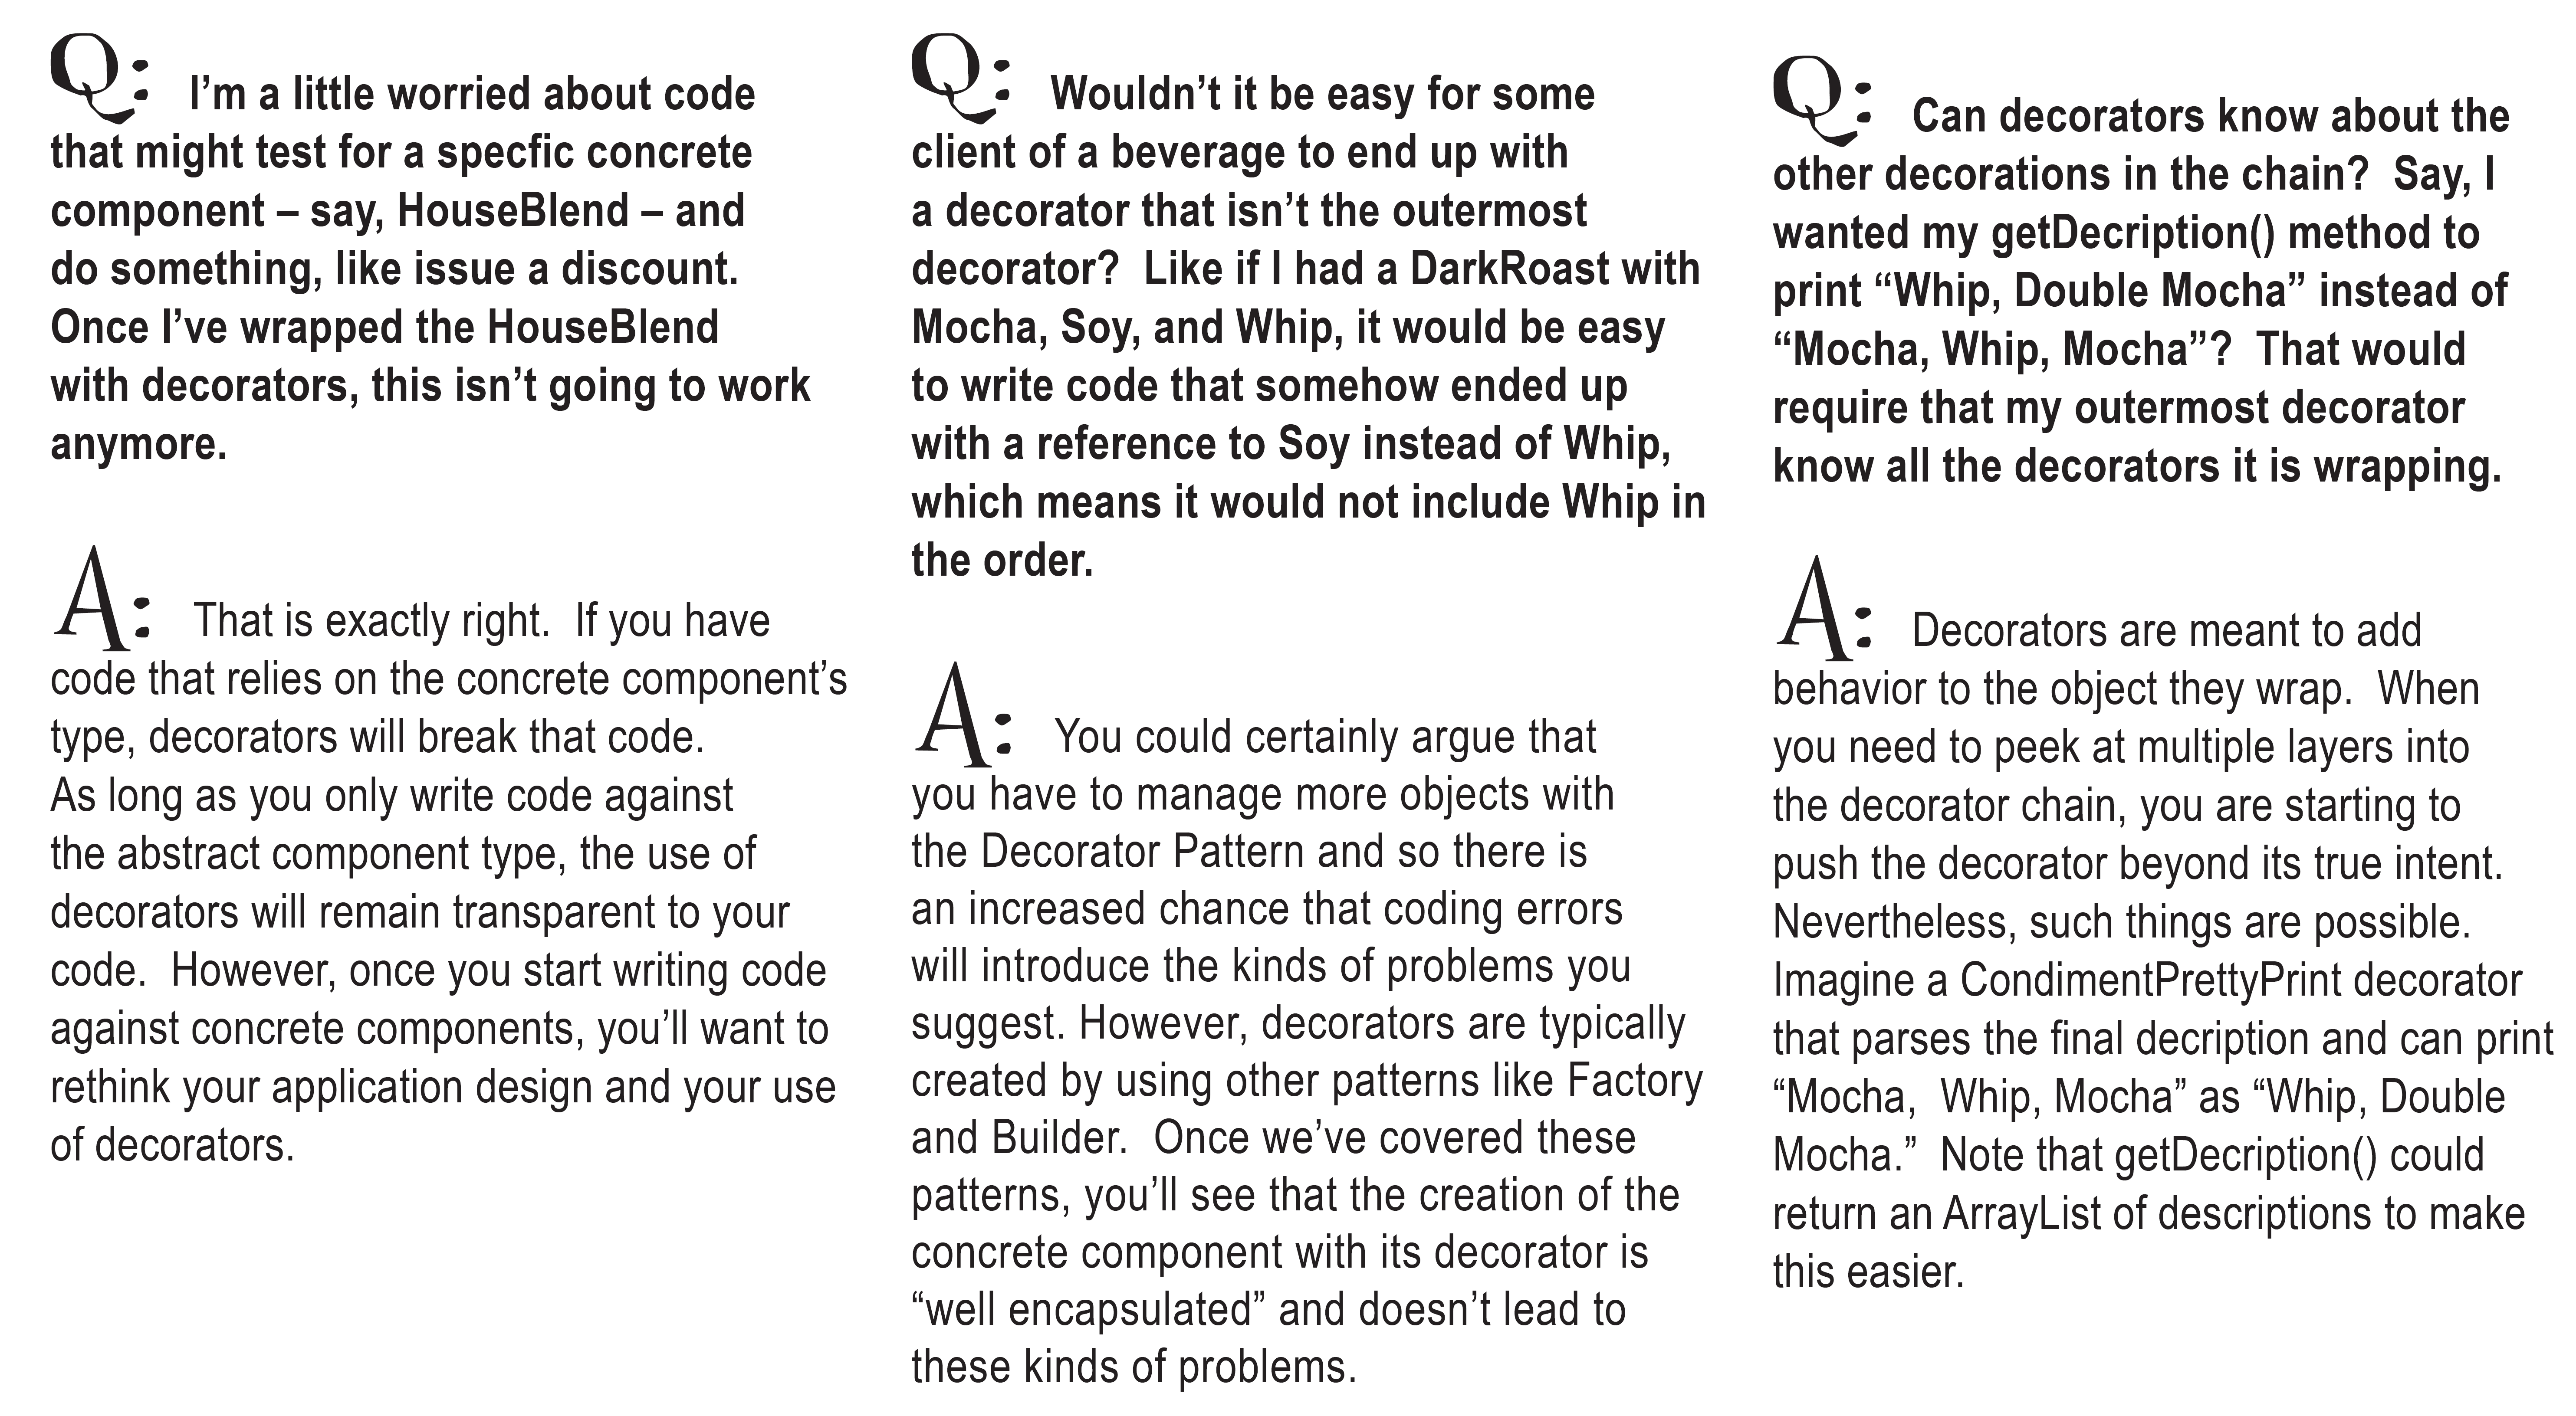 Q: I’m a little worried about code
that might test for a specfic concrete
component – say, HouseBlend – and
do something, like issue a discount.
Once I’ve wrapped the HouseBlend
with decorators, this isn’t going to work
anymore.
A: That is exactly right.  If you have
code that relies on the concrete component’s
type, decorators will break that code.
As long as you only write code against
the abstract component type, the use of
decorators will remain transparent to your
code.  However, once you start writing code
against concrete components, you’ll want to
rethink your application design and your use
of decorators.
Q: Wouldn’t it be easy for some
client of a beverage to end up with
a decorator that isn’t the outermost
decorator?  Like if I had a DarkRoast with
Mocha, Soy, and Whip, it would be easy
to write code that somehow ended up
with a reference to Soy instead of Whip,
which means it would not include Whip in
the order.
A: You could certainly argue that
you have to manage more objects with
the Decorator Pattern and so there is
an increased chance that coding errors
will introduce the kinds of problems you
suggest. However, decorators are typically
created by using other patterns like Factory
and Builder.  Once we’ve covered these
patterns, you’ll see that the creation of the
concrete component with its decorator is
“well encapsulated” and doesn’t lead to
these kinds of problems.
Q: Can decorators know about the
other decorations in the chain?  Say, I
wanted my getDecription() method to
print “Whip, Double Mocha” instead of
“Mocha, Whip, Mocha”?  That would
require that my outermost decorator
know all the decorators it is wrapping.
A: Decorators are meant to add
behavior to the object they wrap.  When
you need to peek at multiple layers into
the decorator chain, you are starting to
push the decorator beyond its true intent.
Nevertheless, such things are possible.
Imagine a CondimentPrettyPrint decorator
that parses the final decription and can print
“Mocha,  Whip, Mocha” as “Whip, Double
Mocha.”  Note that getDecription() could
return an ArrayList of descriptions to make
this easier.